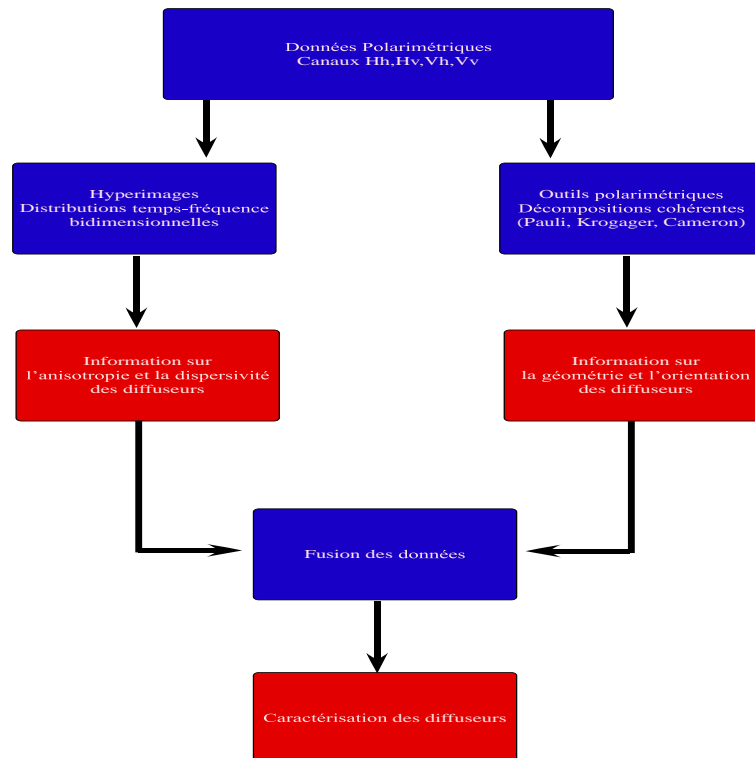 Données Polarimétriques
Canaux Hh,Hv,Vh,Vv
Hyperimages
Distributions temps-fréquence
bidimensionnelles
Outils polarimétriques
Décompositions cohérentes
(Pauli, Krogager, Cameron)
Information sur
l'anisotropie et la dispersivité
des diffuseurs
Information sur
la géométrie et l'orientation
des diffuseurs
Fusion des données
Caractérisation des diffuseurs